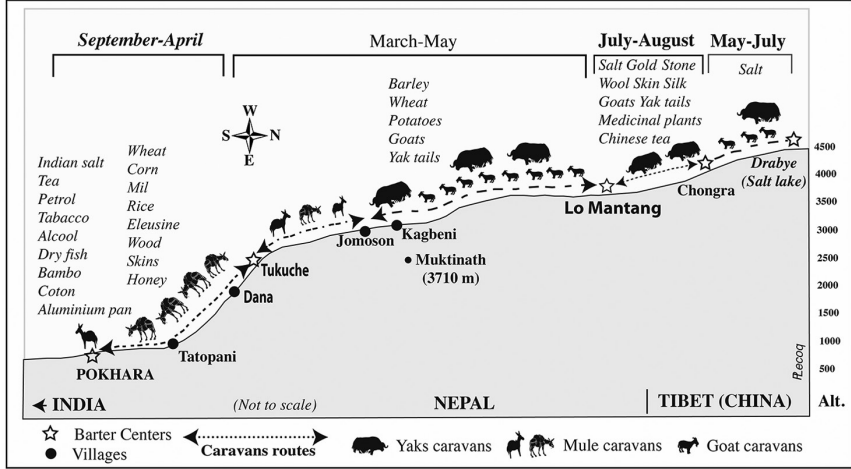 September-April
March-May
July-August
May-July
Salt Gold Stone
Wool Skin Silk
Goats Yak tails
Medicinal plants
Chinese tea
Salt
Barley
Wheat
Potatoes
Goats
Yak tails
W
S N
E
Indian salt
Tea
Petrol
Tabacco
Alcool
Dry fish
Bambo
Coton
Aluminium pan
Wheat
Corn
Mil
Rice
Eleusine
Wood
Skins
Honey
4500
4000
3500
3000
2500
2000
1500
1000
500
Alt.
Drabye
(Salt lake)
Chongra
Lo Mantang
Jomoson
Kagbeni
Muktinath
(3710 m)
Tukuche
Dana
Tatopani
POKHARA
PLecoq
INDIA
(Not to scale)
NEPAL
TIBET (CHINA)
Barter Centers
Villages
Caravans routes
Yaks caravans
Mule caravans
Goat caravans